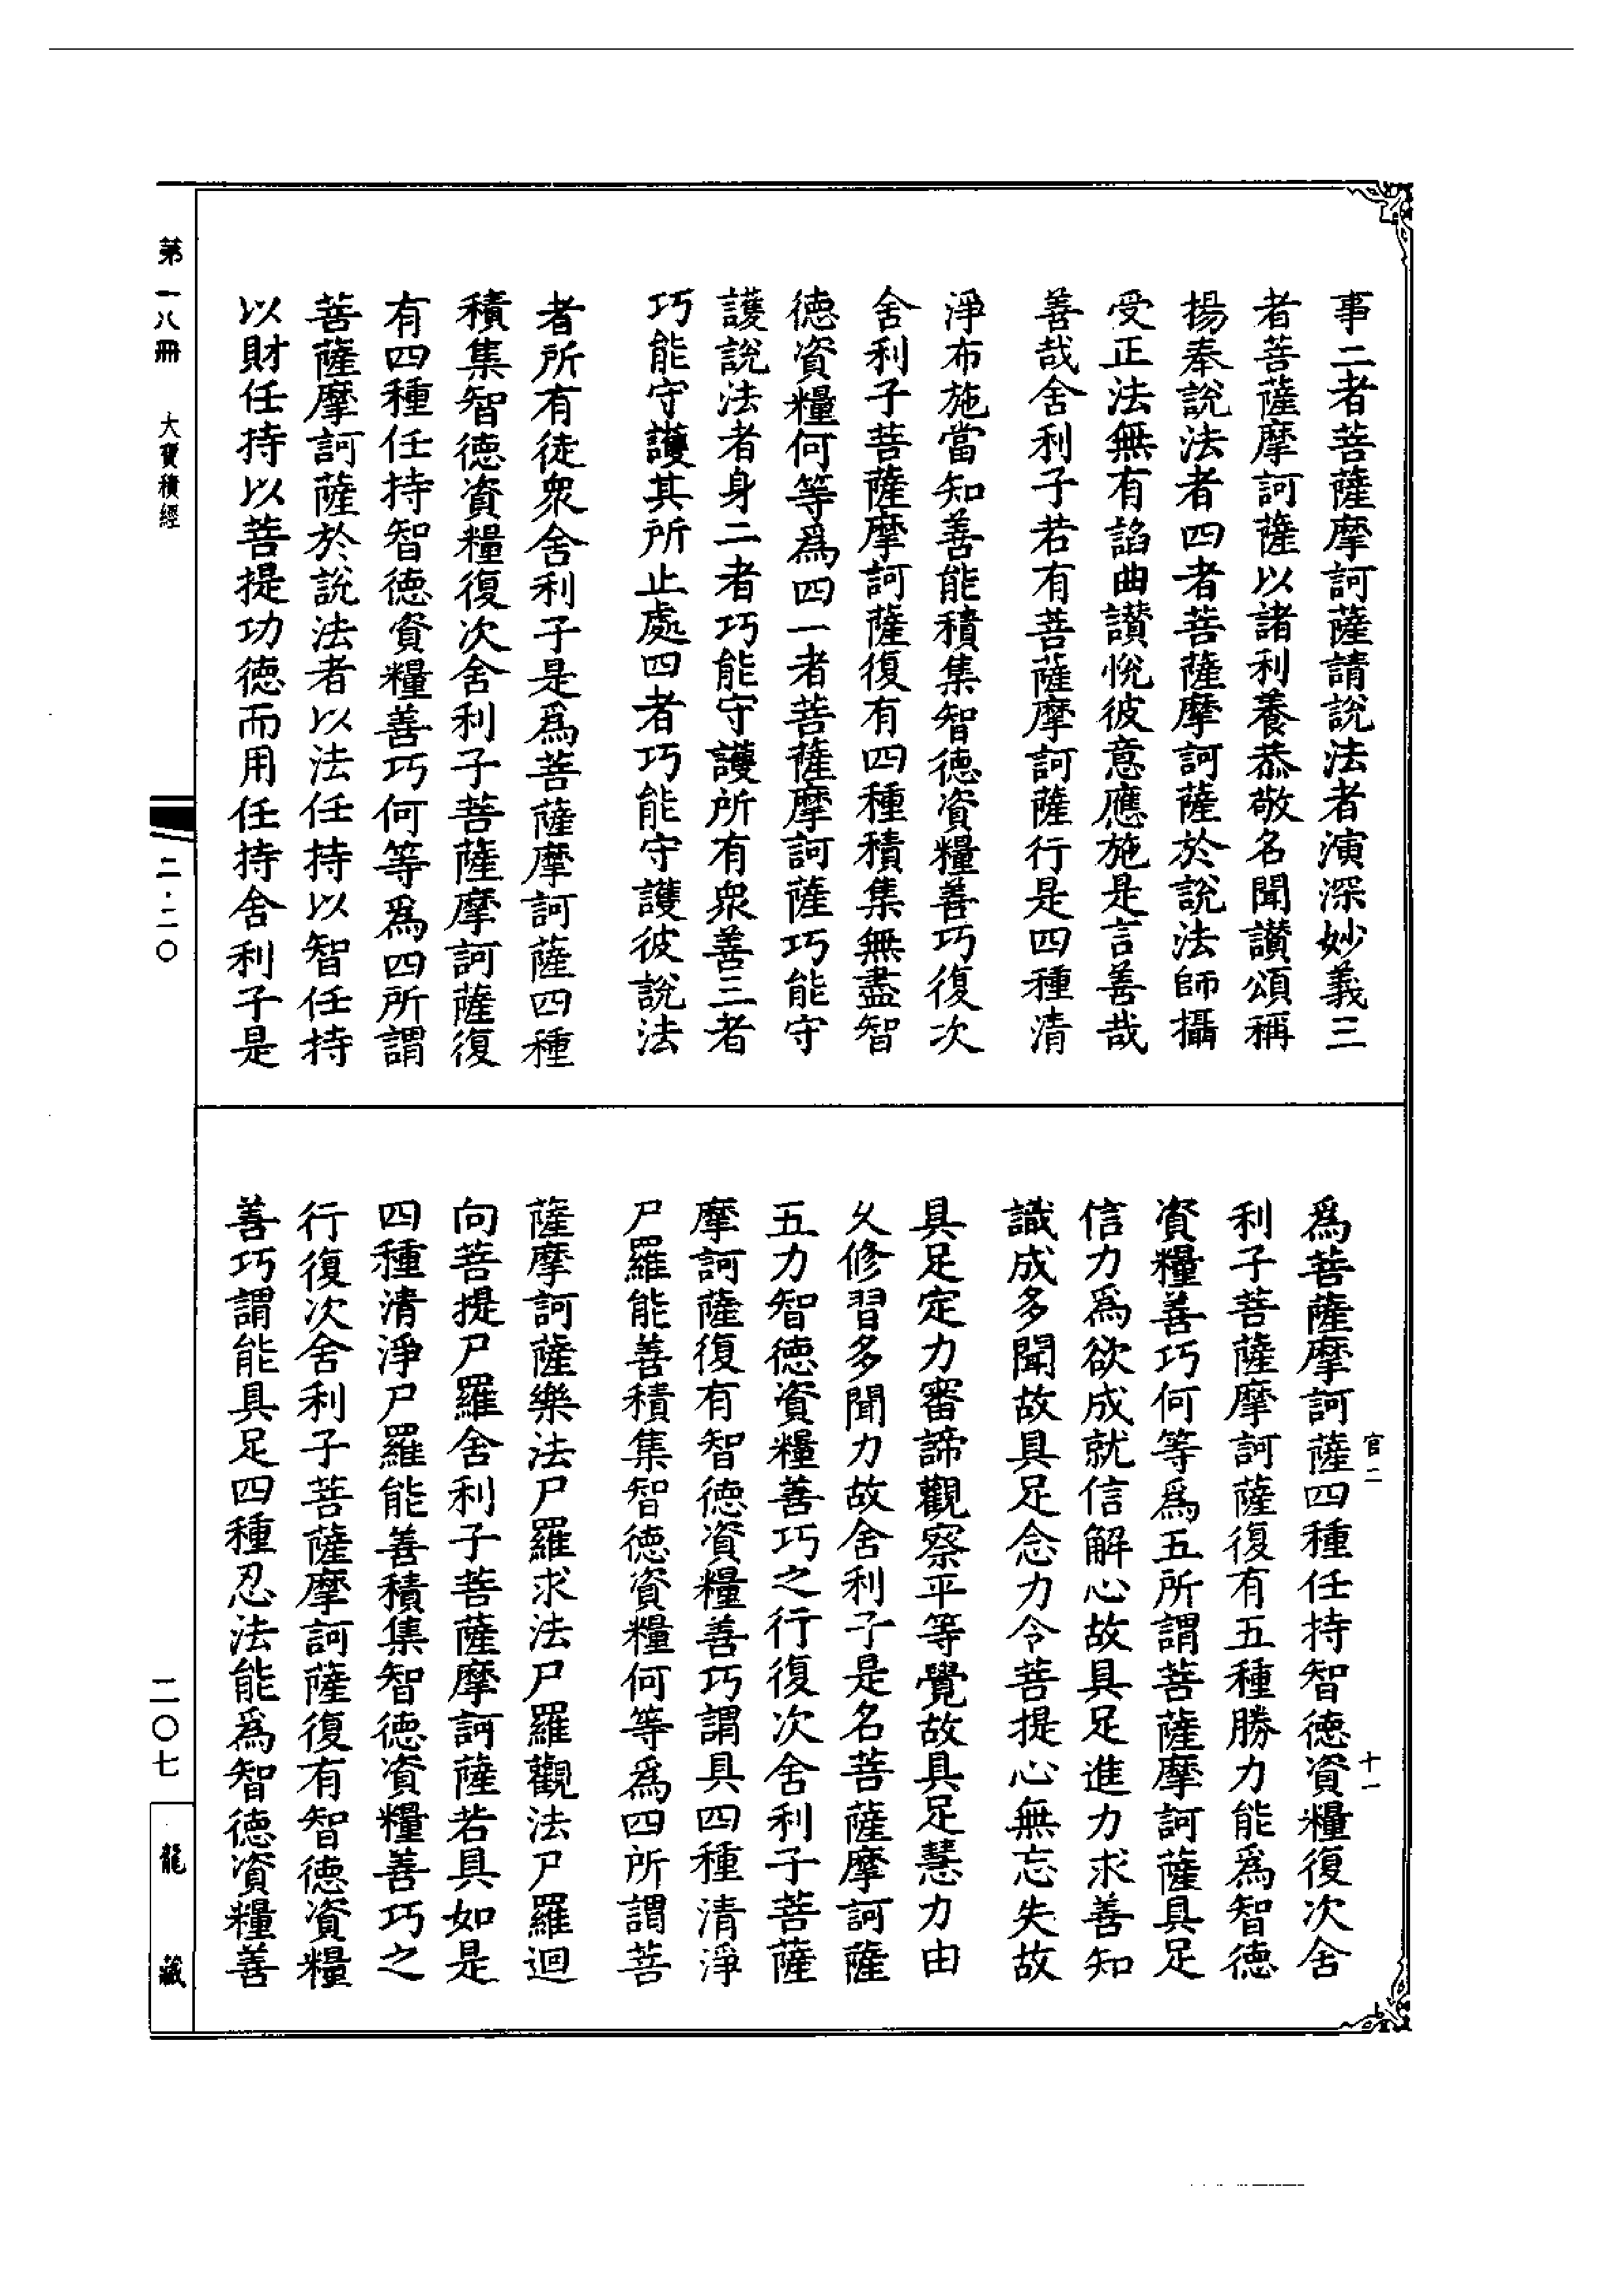 事二者菩薩摩訶薩請說法者演深妙義三
者菩薩摩訶薩以諸利養恭敬名聞讚頌稱
揚奉說法者四者菩薩摩訶薩於說法師攝
受正法無有諂曲讚悅彼意應施是言善哉
善哉舍利子若有菩薩摩訶薩行是四種清
淨布施當知善能積集智德資糧善巧復次
舍利子菩薩摩訶薩復有四種積集無盡智
德資糧何等爲四一者菩薩摩訶薩巧能守
護說法者身二者巧能守護所有衆善三者
巧能守護其所止處四者巧能守護彼說法
者所有徒衆舍利子是爲菩薩摩訶薩四種
積集智德資糧復次舍利子菩薩摩訶薩復
有四種任持智德資糧善巧何等爲四所謂
菩薩摩訶薩於說法者以法任持以智任持
以財任持以菩提功德而用任持舍利子是
爲菩薩摩訶薩四種任持智德資糧復次舍
利子菩薩摩訶薩復有五種勝力能爲智德
資糧善巧何等爲五所謂菩薩摩訶薩具足
信力爲欲成就信解心故具足進力求善知
識成多聞故具足念力令菩提心無忘失故
具足定力審諦觀察平等覺故具足慧力由
久修習多聞力故舍利子是名菩薩摩訶薩
五力智德資糧善巧之行復次舍利子菩薩
摩訶薩復有智德資糧善巧謂具四種清淨
尸羅能善積集智德資糧何等爲四所謂菩
薩摩訶薩樂法尸羅求法尸羅觀法尸羅迴
向菩提尸羅舍利子菩薩摩訶薩若具如是
四種清淨尸羅能善積集智德資糧善巧之
行復次舍利子菩薩摩訶薩復有智德資糧
善巧謂能具足四種忍法能爲智德資糧善
官二
十一
第一八冊
大寶積經
二·二〇
二〇七
龍藏